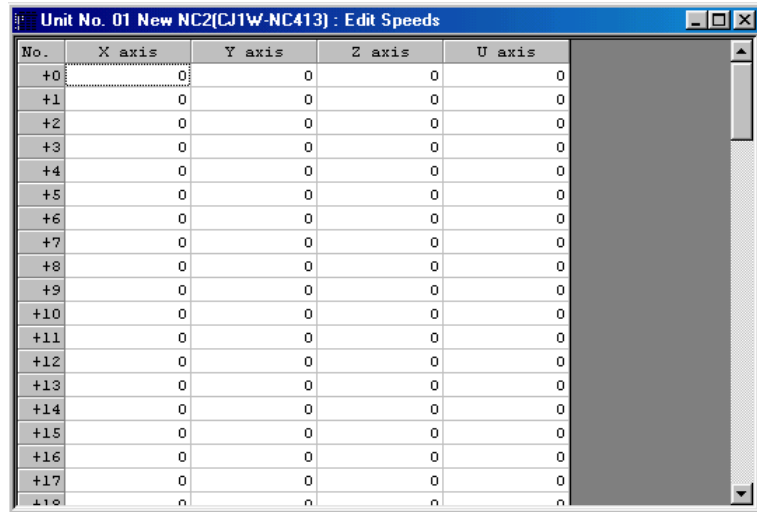 Unit No. 01 New NC2(CJ1W-NC413) : Edit Speeds
No. X axis Y axis Z axis U axis
+0 0 0 0 0
+1 0 0 0 0
+2 0 0 0 0
+3 0 0 0 0
+4 0 0 0 0
+5 0 0 0 0
+6 0 0 0 0
+7 0 0 0 0
+8 0 0 0 0
+9 0 0 0 0
+10 0 0 0 0
+11 0 0 0 0
+12 0 0 0 0
+13 0 0 0 0
+14 0 0 0 0
+15 0 0 0 0
+16 0 0 0 0
+17 0 0 0 0
+18 0 0 0 0